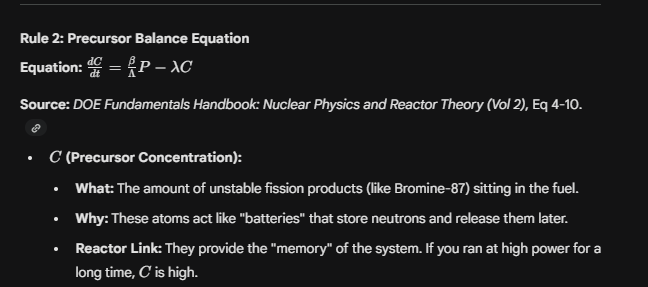 Rule 2: Precursor Balance Equation
Equation: dC/dt = β/Λ P − λC
Source: DOE Fundamentals Handbook: Nuclear Physics and Reactor Theory (Vol 2), Eq 4-10.
• C (Precursor Concentration):
• What: The amount of unstable fission products (like Bromine-87) sitting in the fuel.
• Why: These atoms act like "batteries" that store neutrons and release them later.
• Reactor Link: They provide the "memory" of the system. If you ran at high power for a
long time, C is high.